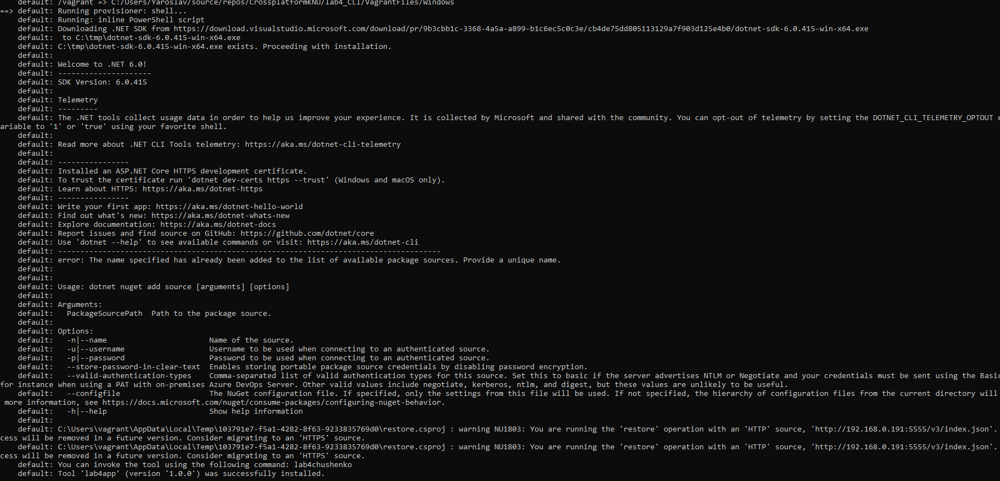 default: /vagrant => C:/Users/Yaroslav/source/repos/CrossplatformKNU/lab4_CLI/VagrantFiles/Windows
==> default: Running provisioner: shell...
    default: Running: inline PowerShell script
    default: Downloading .NET SDK from https://download.visualstudio.microsoft.com/download/pr/9b3cbb1c-3368-4a5a-a899-b1c6ec5c0c3e/cb4de75dd805113129a7f903d125e4b0/dotnet-sdk-6.0.415-win-x64.exe
    default:  to C:\tmp\dotnet-sdk-6.0.415-win-x64.exe
    default: C:\tmp\dotnet-sdk-6.0.415-win-x64.exe exists. Proceeding with installation.
    default:
    default: Welcome to .NET 6.0!
    default: ---------------------
    default: SDK Version: 6.0.415
    default:
    default: Telemetry
    default: ---------
    default: The .NET tools collect usage data in order to help us improve your experience. It is collected by Microsoft and shared with the community. You can opt-out of telemetry by setting the DOTNET_CLI_TELEMETRY_OPTOUT e
ariable to '1' or 'true' using your favorite shell.
    default:
    default: Read more about .NET CLI Tools telemetry: https://aka.ms/dotnet-cli-telemetry
    default:
    default: ----------------
    default: Installed an ASP.NET Core HTTPS development certificate.
    default: To trust the certificate run 'dotnet dev-certs https --trust' (Windows and macOS only).
    default: Learn about HTTPS: https://aka.ms/dotnet-https
    default: ----------------
    default: Write your first app: https://aka.ms/dotnet-hello-world
    default: Find out what's new: https://aka.ms/dotnet-whats-new
    default: Explore documentation: https://aka.ms/dotnet-docs
    default: Report issues and find source on GitHub: https://github.com/dotnet/core
    default: Use 'dotnet --help' to see available commands or visit: https://aka.ms/dotnet-cli
    default: --------------------------------------------------------------------------------------
    default: error: The name specified has already been added to the list of available package sources. Provide a unique name.
    default:
    default:
    default: Usage: dotnet nuget add source [arguments] [options]
    default:
    default: Arguments:
    default:   PackageSourcePath  Path to the package source.
    default:
    default: Options:
    default:   -n|--name                       Name of the source.
    default:   -u|--username                   Username to be used when connecting to an authenticated source.
    default:   -p|--password                   Password to be used when connecting to an authenticated source.
    default:   --store-password-in-clear-text  Enables storing portable package source credentials by disabling password encryption.
    default:   --valid-authentication-types    Comma-separated list of valid authentication types for this source. Set this to basic if the server advertises NTLM or Negotiate and your credentials must be sent using the Basic
for instance when using a PAT with on-premises Azure DevOps Server. Other valid values include negotiate, kerberos, ntlm, and digest, but these values are unlikely to be useful.
    default:   --configfile                    The NuGet configuration file. If specified, only the settings from this file will be used. If not specified, the hierarchy of configuration files from the current directory will
 more information, see https://docs.microsoft.com/nuget/consume-packages/configuring-nuget-behavior.
    default:   -h|--help                       Show help information
    default:
    default: C:\Users\vagrant\AppData\Local\Temp\103791e7-f5a1-4282-8f63-9233835769d0\restore.csproj : warning NU1803: You are running the 'restore' operation with an 'HTTP' source, 'http://192.168.0.191:5555/v3/index.json'.
cess will be removed in a future version. Consider migrating to an 'HTTPS' source.
    default: C:\Users\vagrant\AppData\Local\Temp\103791e7-f5a1-4282-8f63-9233835769d0\restore.csproj : warning NU1803: You are running the 'restore' operation with an 'HTTP' source, 'http://192.168.0.191:5555/v3/index.json'.
cess will be removed in a future version. Consider migrating to an 'HTTPS' source.
    default: You can invoke the tool using the following command: lab4chushenko
    default: Tool 'lab4app' (version '1.0.0') was successfully installed.